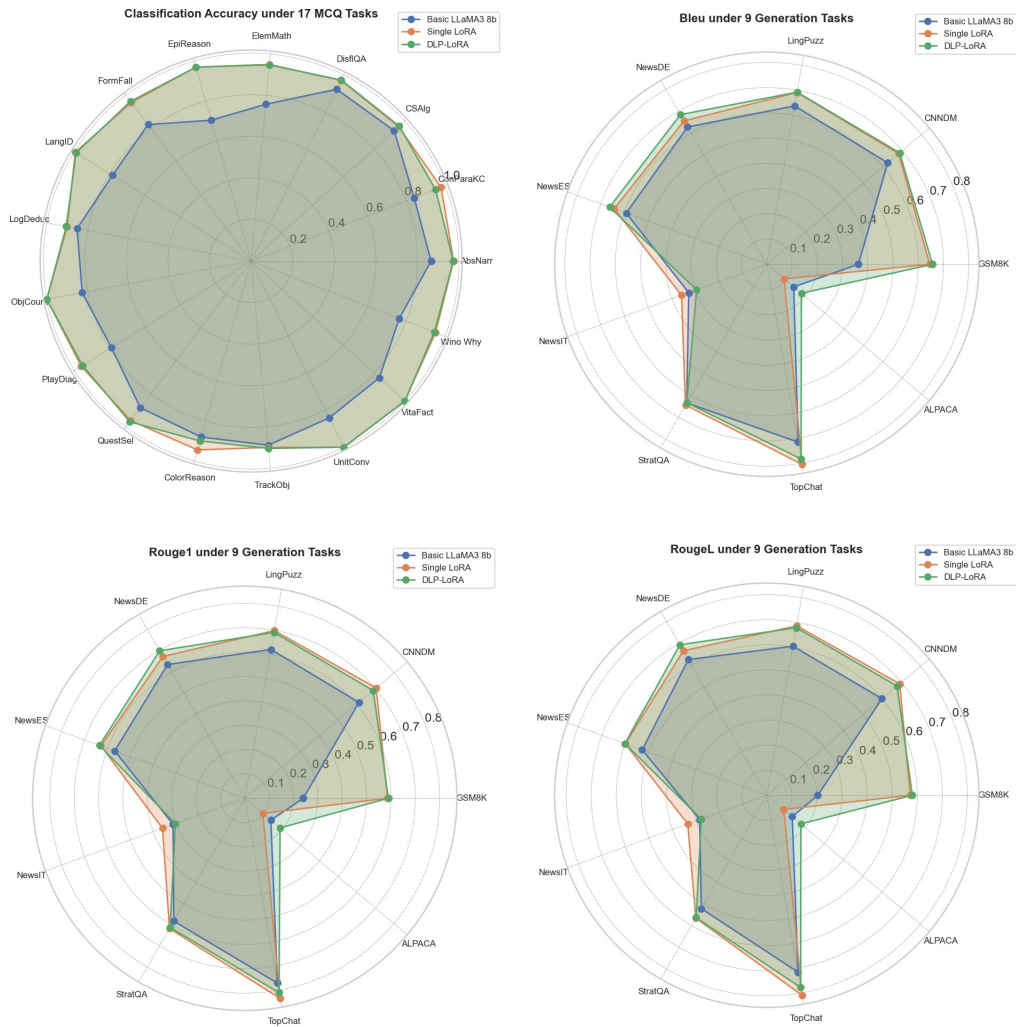 Classification Accuracy under 17 MCQ Tasks
Basic LLaMA3 8b
Single LoRA
DLP-LoRA
ElemMath
EpiReason
DisflQA
FormFall
CSAlg
LangID
1.0
0.8
0.6
0.4
0.2
LogDeduc
AbsNarr
ObjCoun
Wino Why
PlayDiag
VitaFact
QuestSel
UnitConv
ColorReason
TrackObj
Bleu under 9 Generation Tasks
Basic LLaMA3 8b
Single LoRA
DLP-LoRA
LingPuzz
NewsDE
CNNDM
NewsES
0.8
0.7
0.6
0.5
0.4
0.3
0.2
0.1
GSM8K
NewsIT
ALPACA
StratQA
TopChat
Rouge1 under 9 Generation Tasks
Basic LLaMA3 8b
Single LoRA
DLP-LoRA
LingPuzz
NewsDE
CNNDM
NewsES
0.8
0.7
0.6
0.5
0.4
0.3
0.2
0.1
GSM8K
NewsIT
ALPACA
StratQA
TopChat
RougeL under 9 Generation Tasks
Basic LLaMA3 8b
Single LoRA
DLP-LoRA
LingPuzz
NewsDE
CNNDM
NewsES
0.8
0.7
0.6
0.5
0.4
0.3
0.2
0.1
GSM8K
NewsIT
ALPACA
StratQA
TopChat